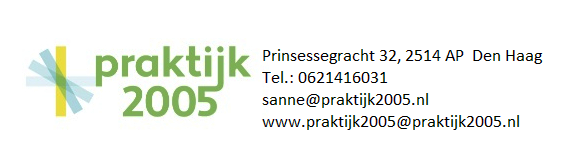 praktijk
2005
Prinsessegracht 32, 2514 AP Den Haag
Tel.: 0621416031
sanne@praktijk2005.nl
www.praktijk2005@praktijk2005.nl